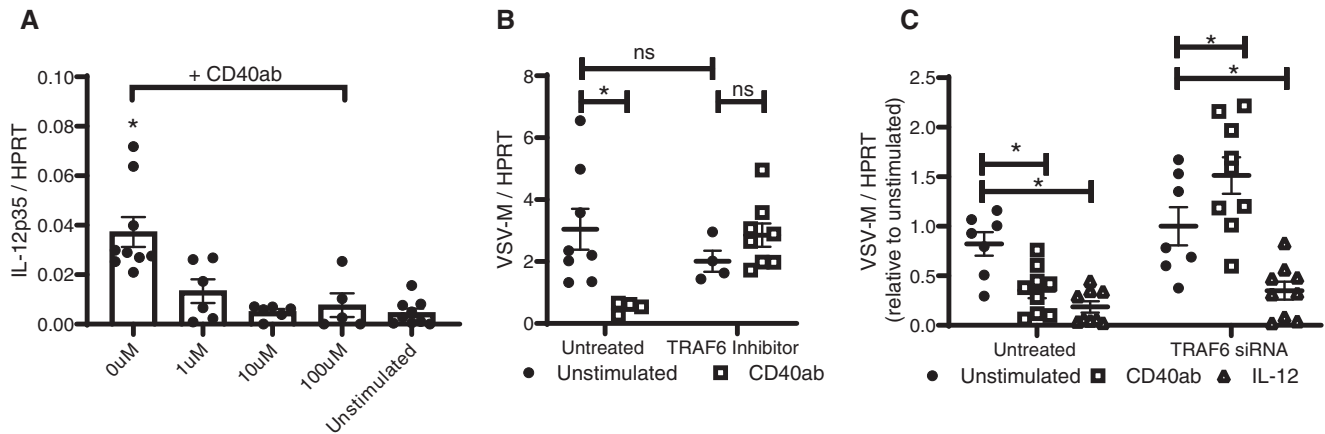 A
IL-12p35 / HPRT
0.10
0.08
0.06
0.04
0.02
0.00
+ CD40ab
*
0uM
1uM
10uM
100uM
Unstimulated
B
VSV-M / HPRT
8
6
4
2
0
ns
*
ns
Untreated
TRAF6 Inhibitor
Unstimulated
CD40ab
C
VSV-M / HPRT
(relative to unstimulated)
2.5
2.0
1.5
1.0
0.5
0.0
*
*
*
*
Untreated
TRAF6 siRNA
Unstimulated
CD40ab
IL-12